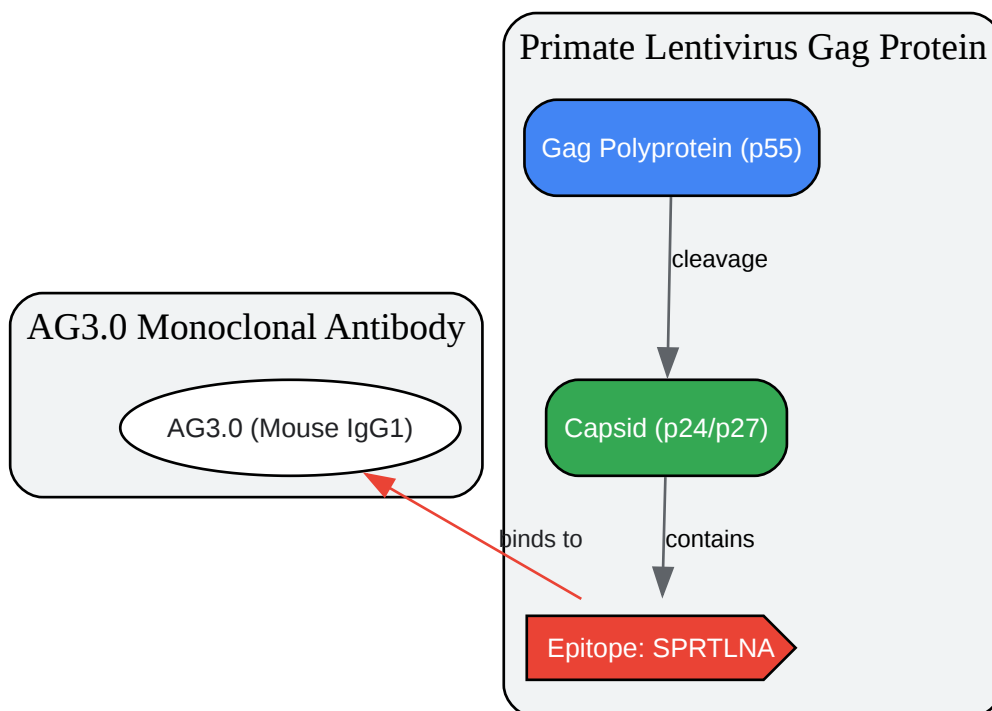 Primate Lentivirus Gag Protein
Gag Polyprotein (p55)
cleavage
AG3.0 Monoclonal Antibody
AG3.0 (Mouse IgG1)
Capsid (p24/p27)
binds to
contains
Epitope: SPRTLNA